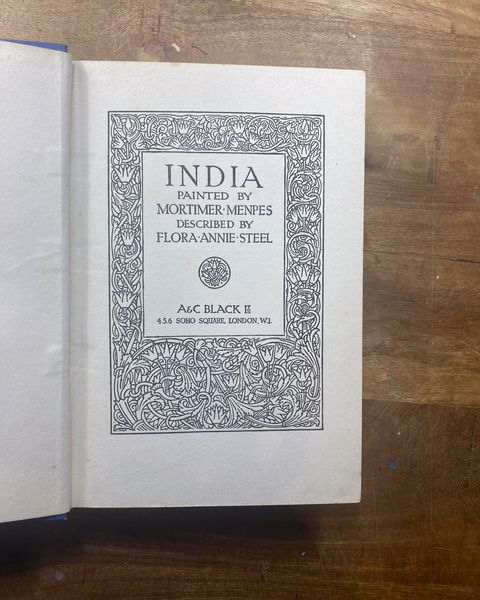 INDIA
PAINTED BY
MORTIMER·MENPES
DESCRIBED BY
FLORA·ANNIE·STEEL
A&C BLACK LTD
4.5.6 SOHO SQUARE, LONDON, W.1.